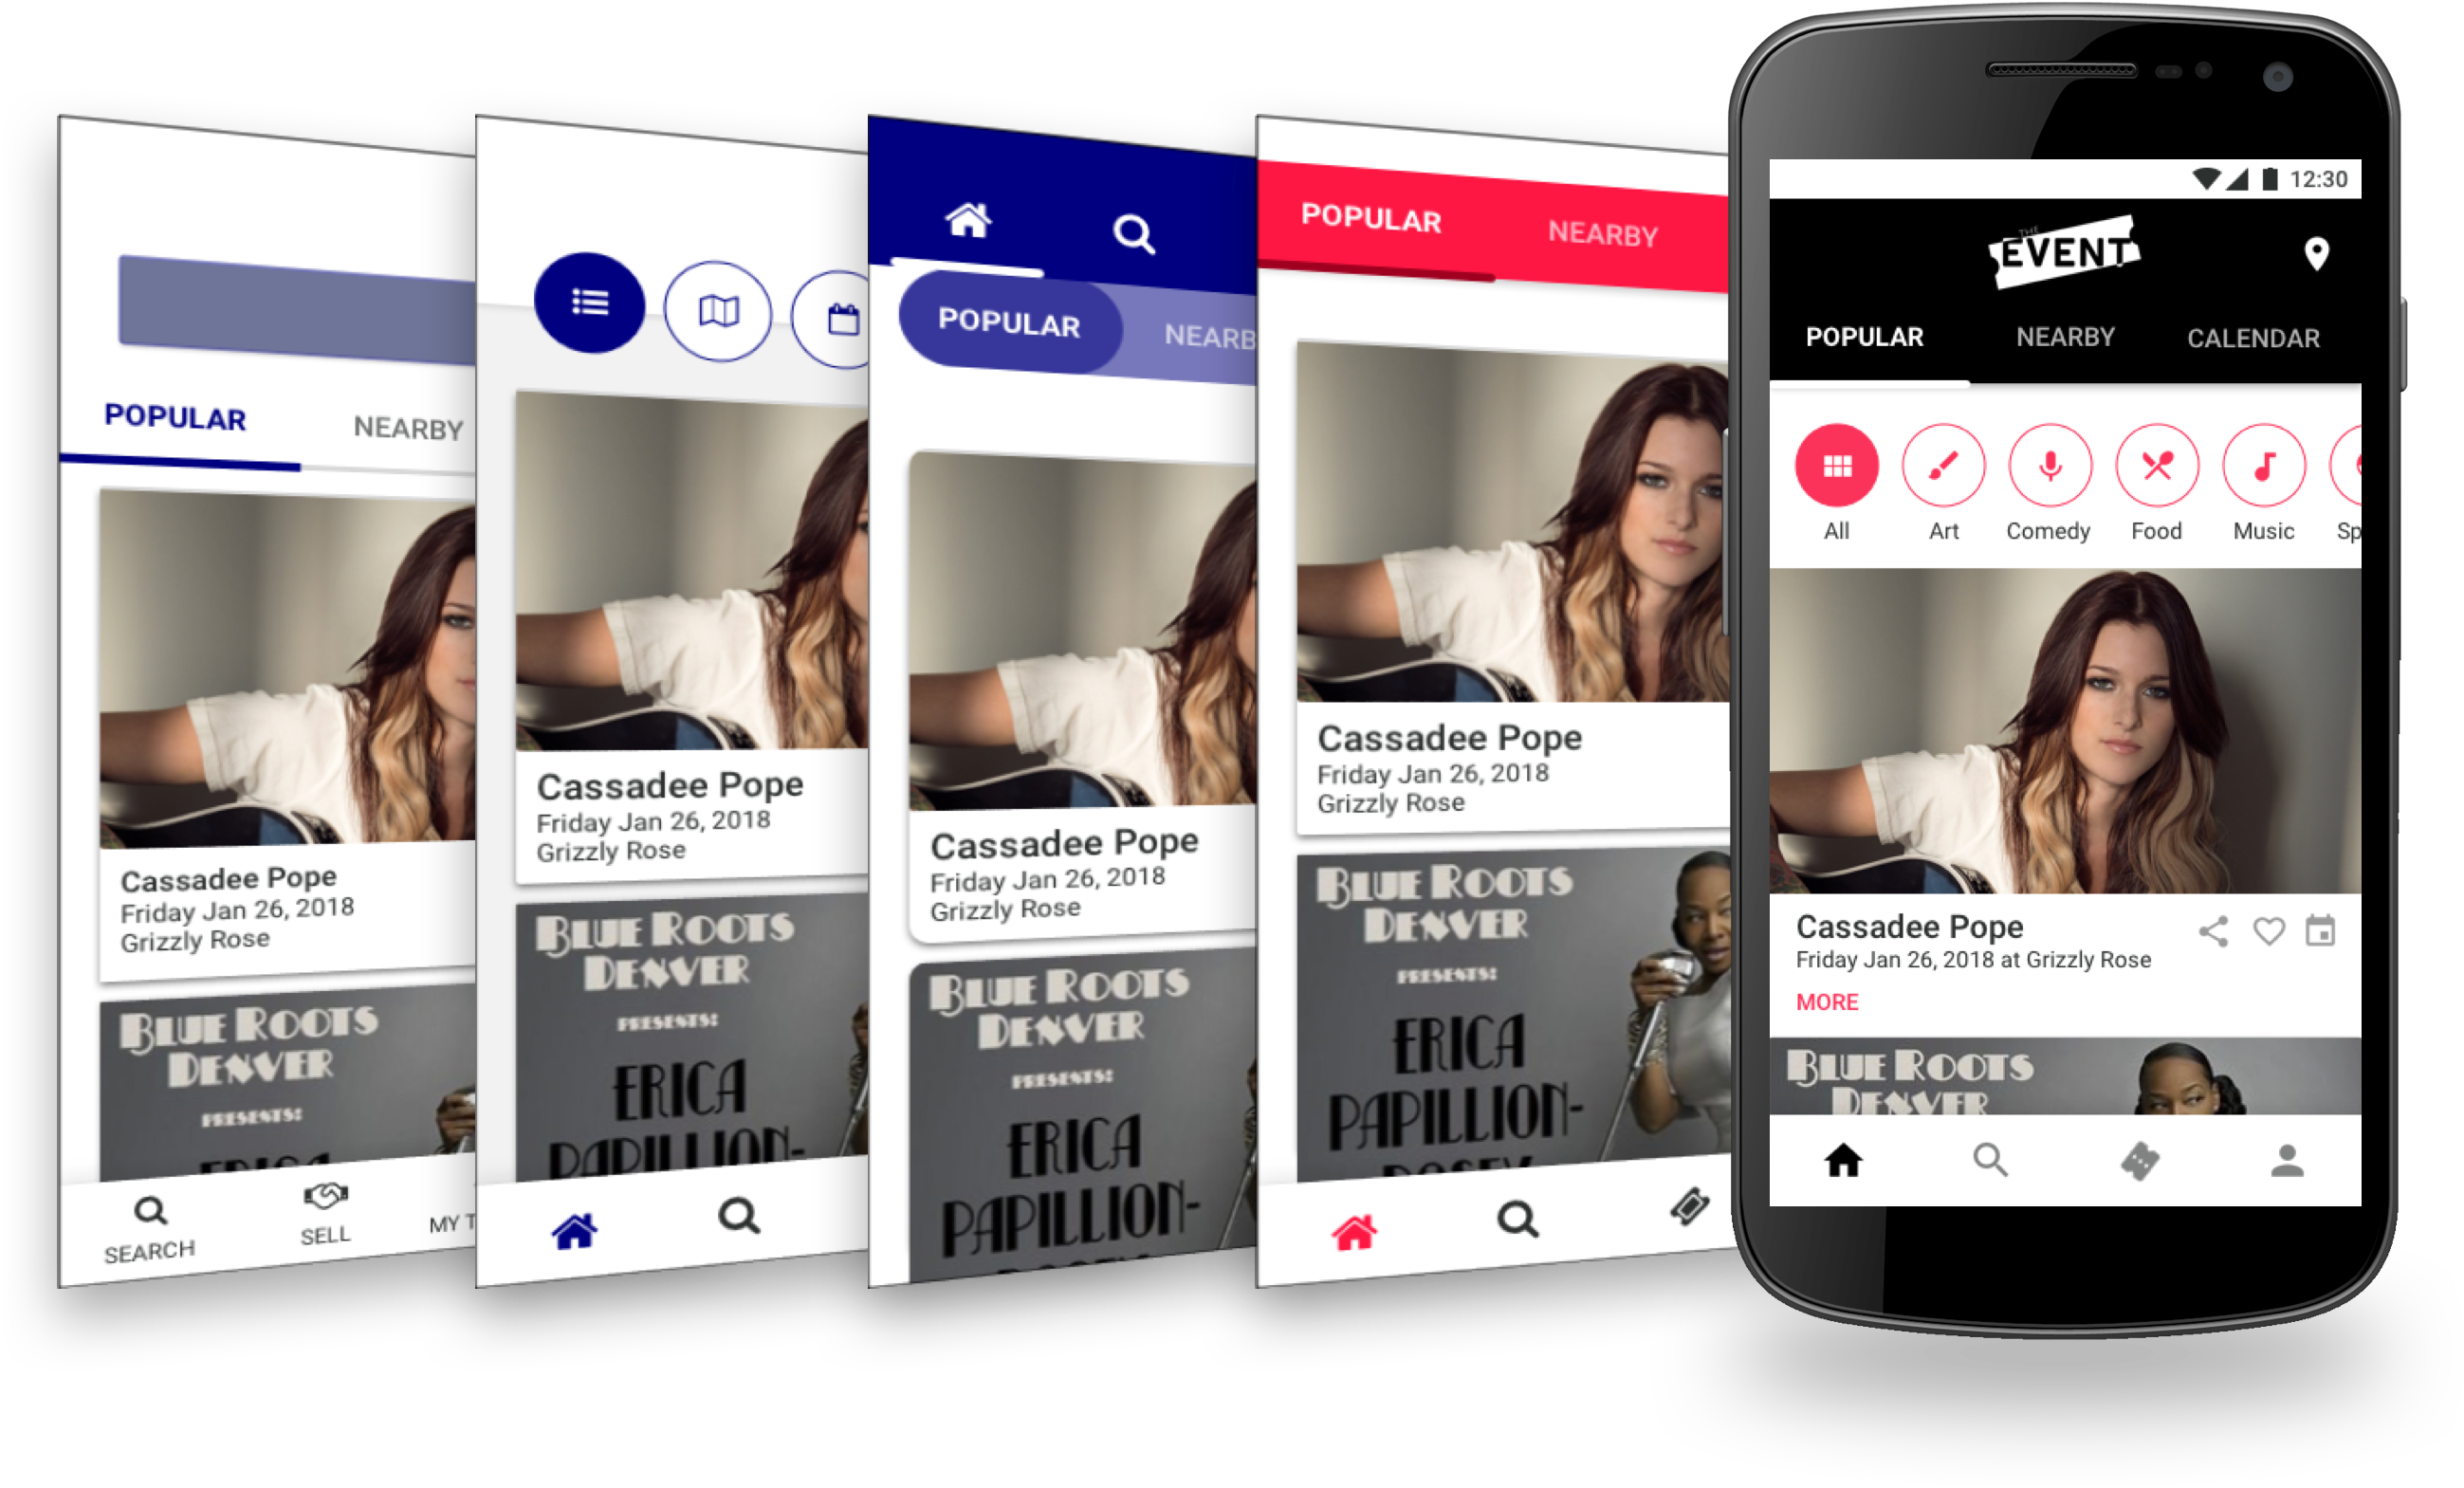 POPULAR
NEARBY
Cassadee Pope
Friday Jan 26, 2018
Grizzly Rose
BLUE ROOTS
DENVER
PRESENTS:
ERICA
SEARCH
SELL
MY T
Cassadee Pope
Friday Jan 26, 2018
Grizzly Rose
BLUE ROOTS
DENVER
PRESENTS:
ERICA
PAPILLION-
POPULAR
NEARB
Cassadee Pope
Friday Jan 26, 2018
Grizzly Rose
BLUE ROOTS
DENVER
PRESENTS:
ERICA
PAPILLION-
POPULAR
NEARBY
Cassadee Pope
Friday Jan 26, 2018
Grizzly Rose
BLUE ROOTS
DENVER
PRESENTS:
ERICA
PAPILLION-
12:30
THE
EVENT
POPULAR NEARBY CALENDAR
All Art Comedy Food Music Sp
Cassadee Pope
Friday Jan 26, 2018 at Grizzly Rose
MORE
BLUE ROOTS
DENVER